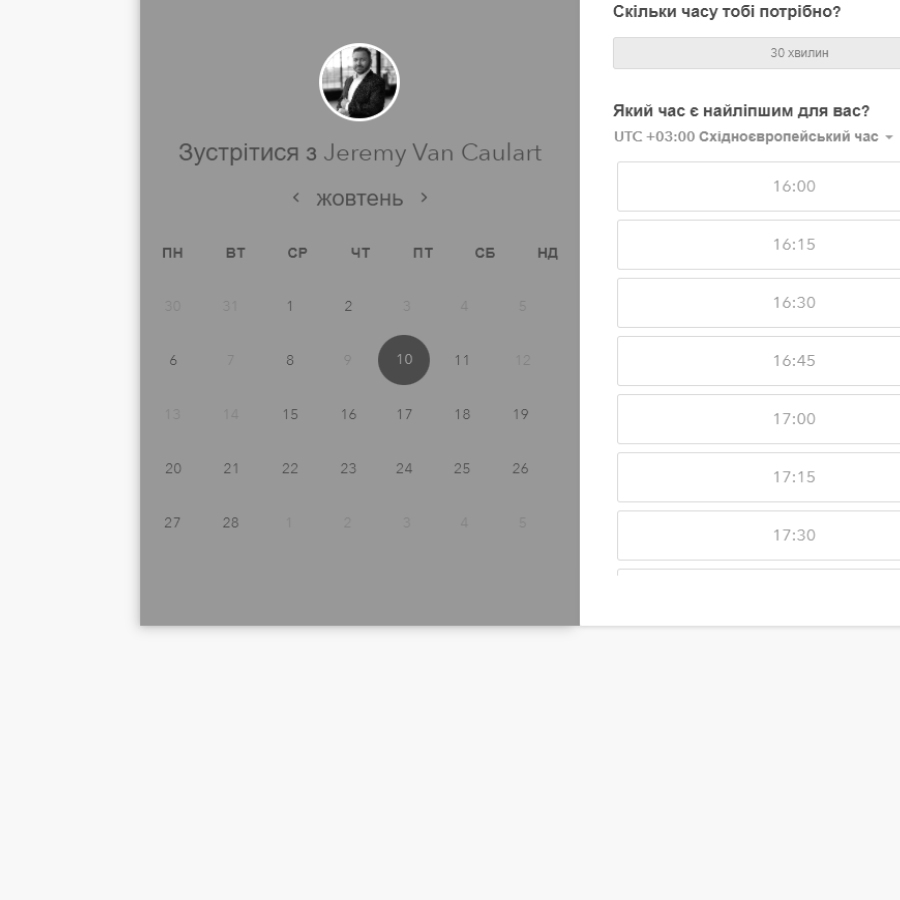 Зустрітися з Jeremy Van Caulart
жовтень
ПН ВТ СР ЧТ ПТ СБ НД
30 31 1 2 3 4 5
6 7 8 9 10 11 12
13 14 15 16 17 18 19
20 21 22 23 24 25 26
27 28 1 2 3 4 5
Скільки часу тобі потрібно?
30 хвилин
Який час є найліпшим для вас?
UTC +03:00 Східноєвропейський час
16:00
16:15
16:30
16:45
17:00
17:15
17:30